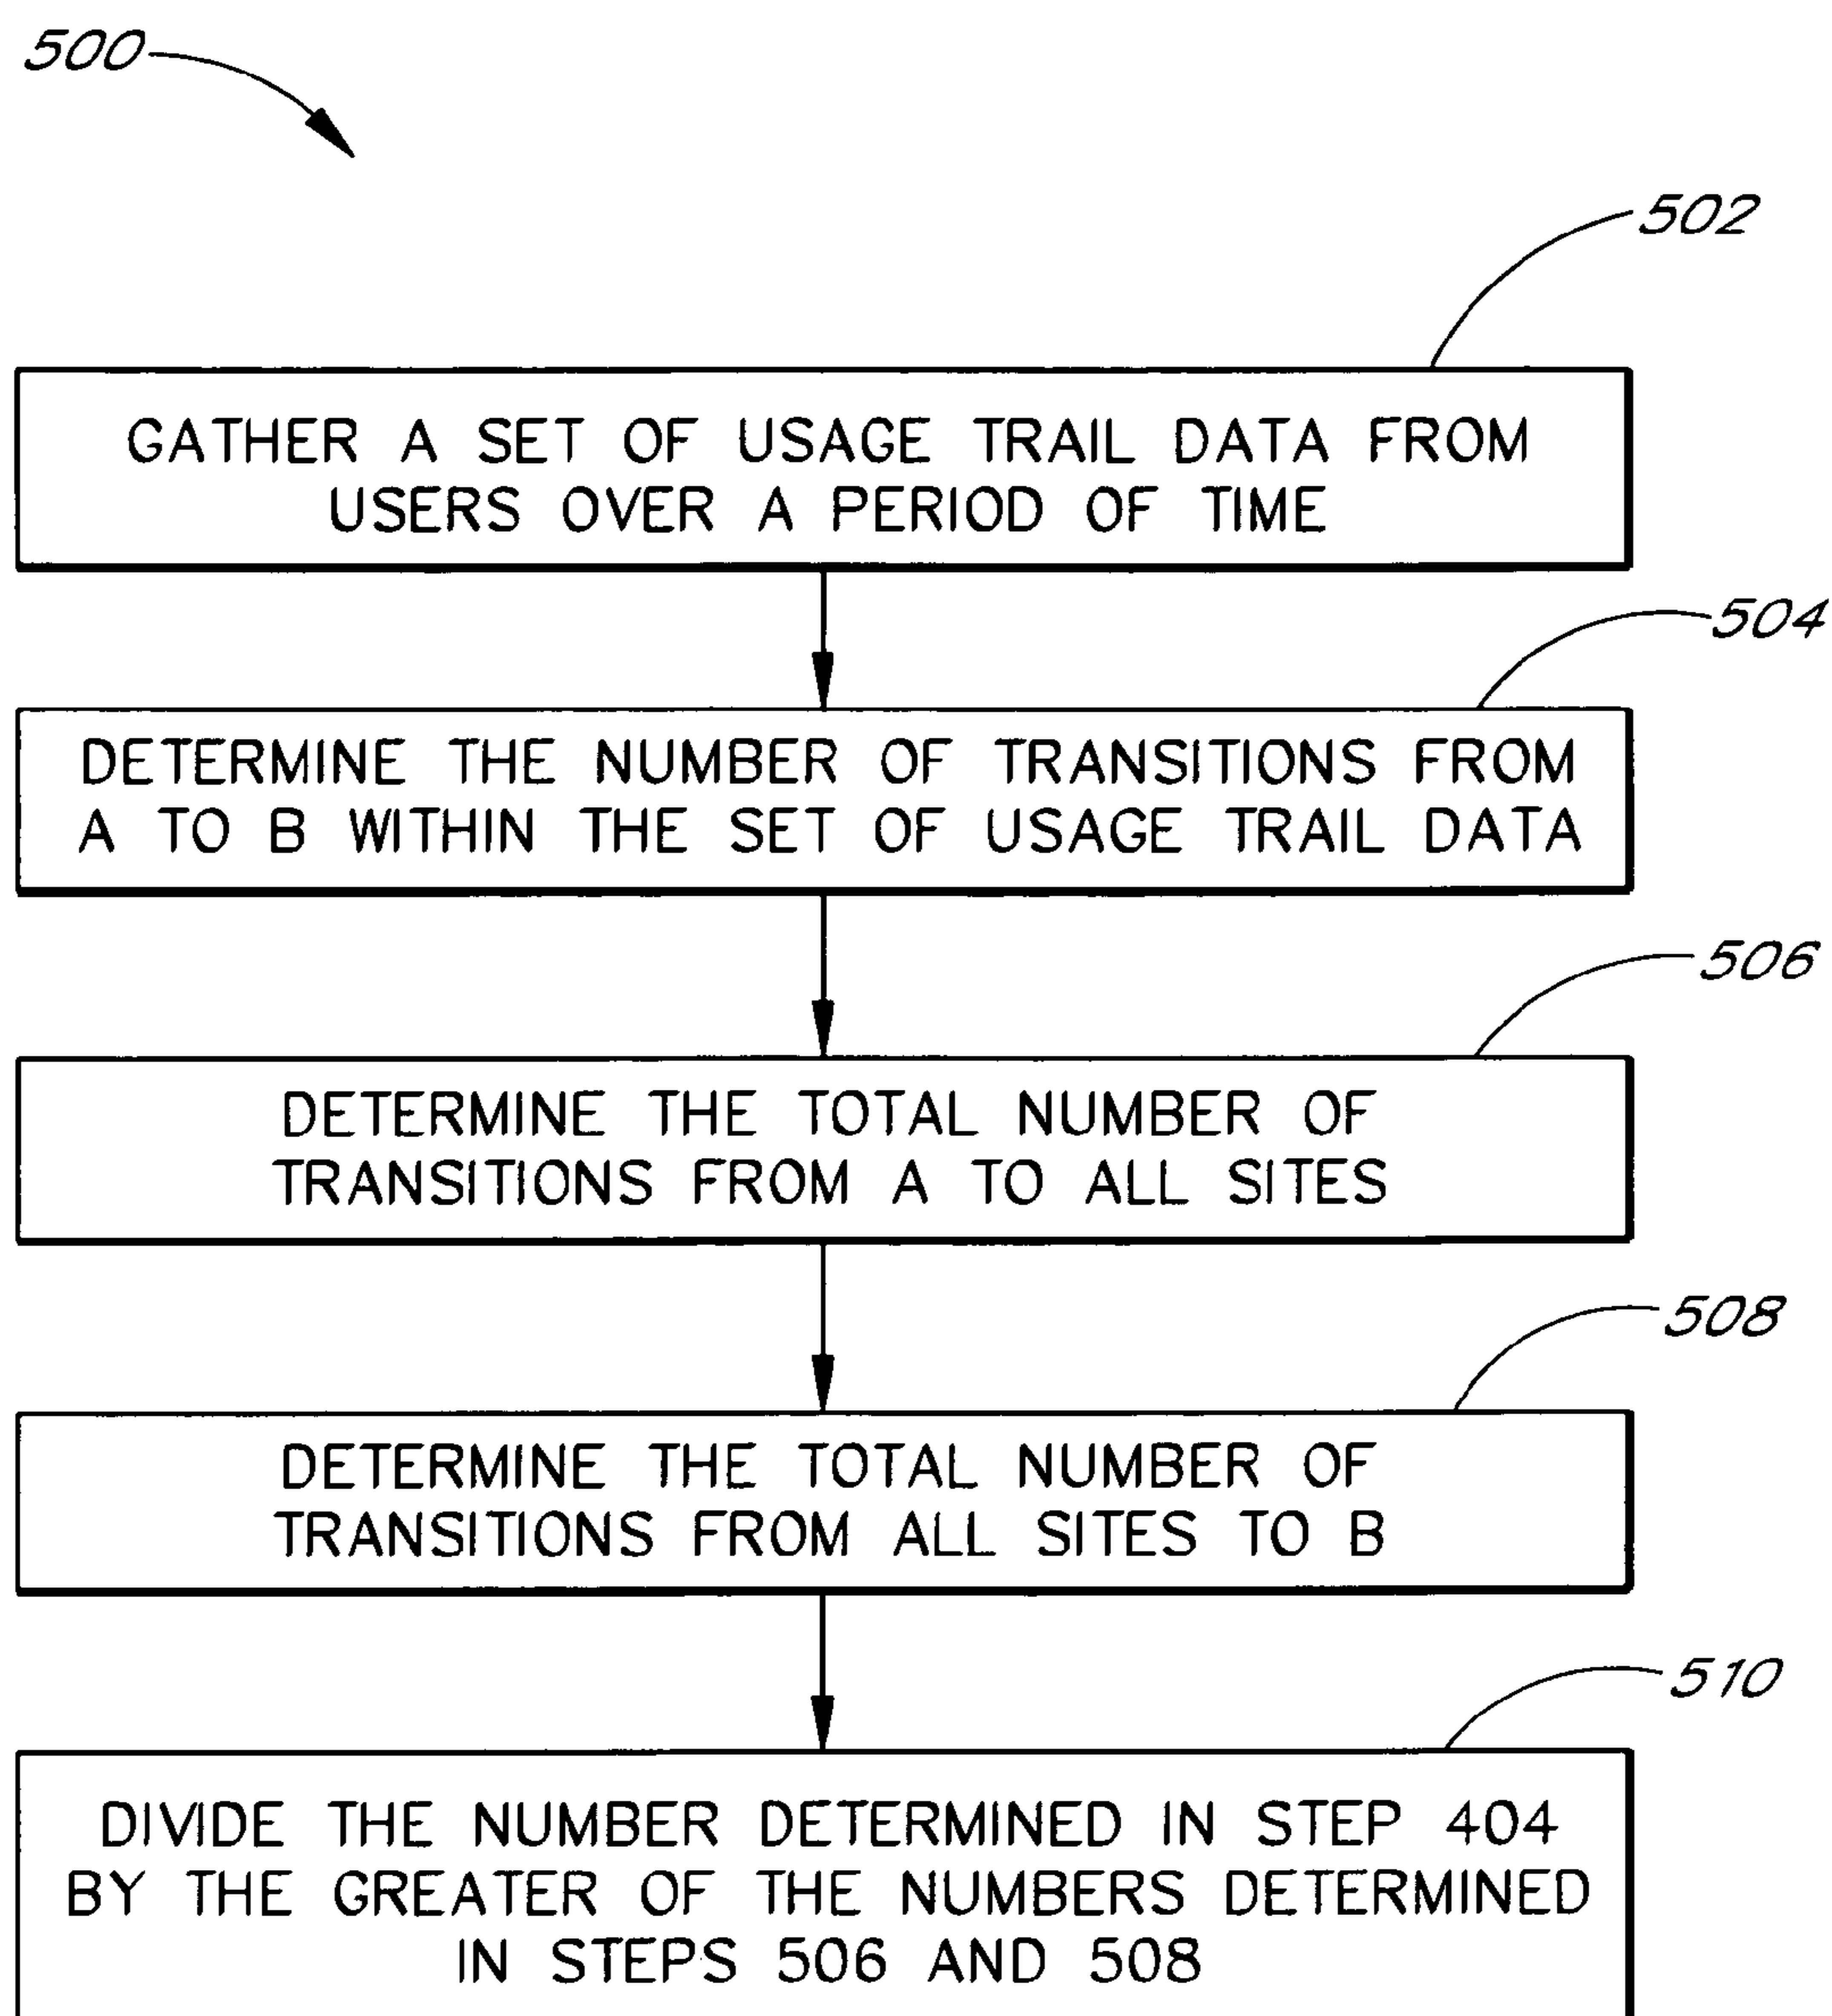 500
502
GATHER A SET OF USAGE TRAIL DATA FROM
USERS OVER A PERIOD OF TIME
504
DETERMINE THE NUMBER OF TRANSITIONS FROM
A TO B WITHIN THE SET OF USAGE TRAIL DATA
506
DETERMINE THE TOTAL NUMBER OF
TRANSITIONS FROM A TO ALL SITES
508
DETERMINE THE TOTAL NUMBER OF
TRANSITIONS FROM ALL SITES TO B
510
DIVIDE THE NUMBER DETERMINED IN STEP 404
BY THE GREATER OF THE NUMBERS DETERMINED
IN STEPS 506 AND 508